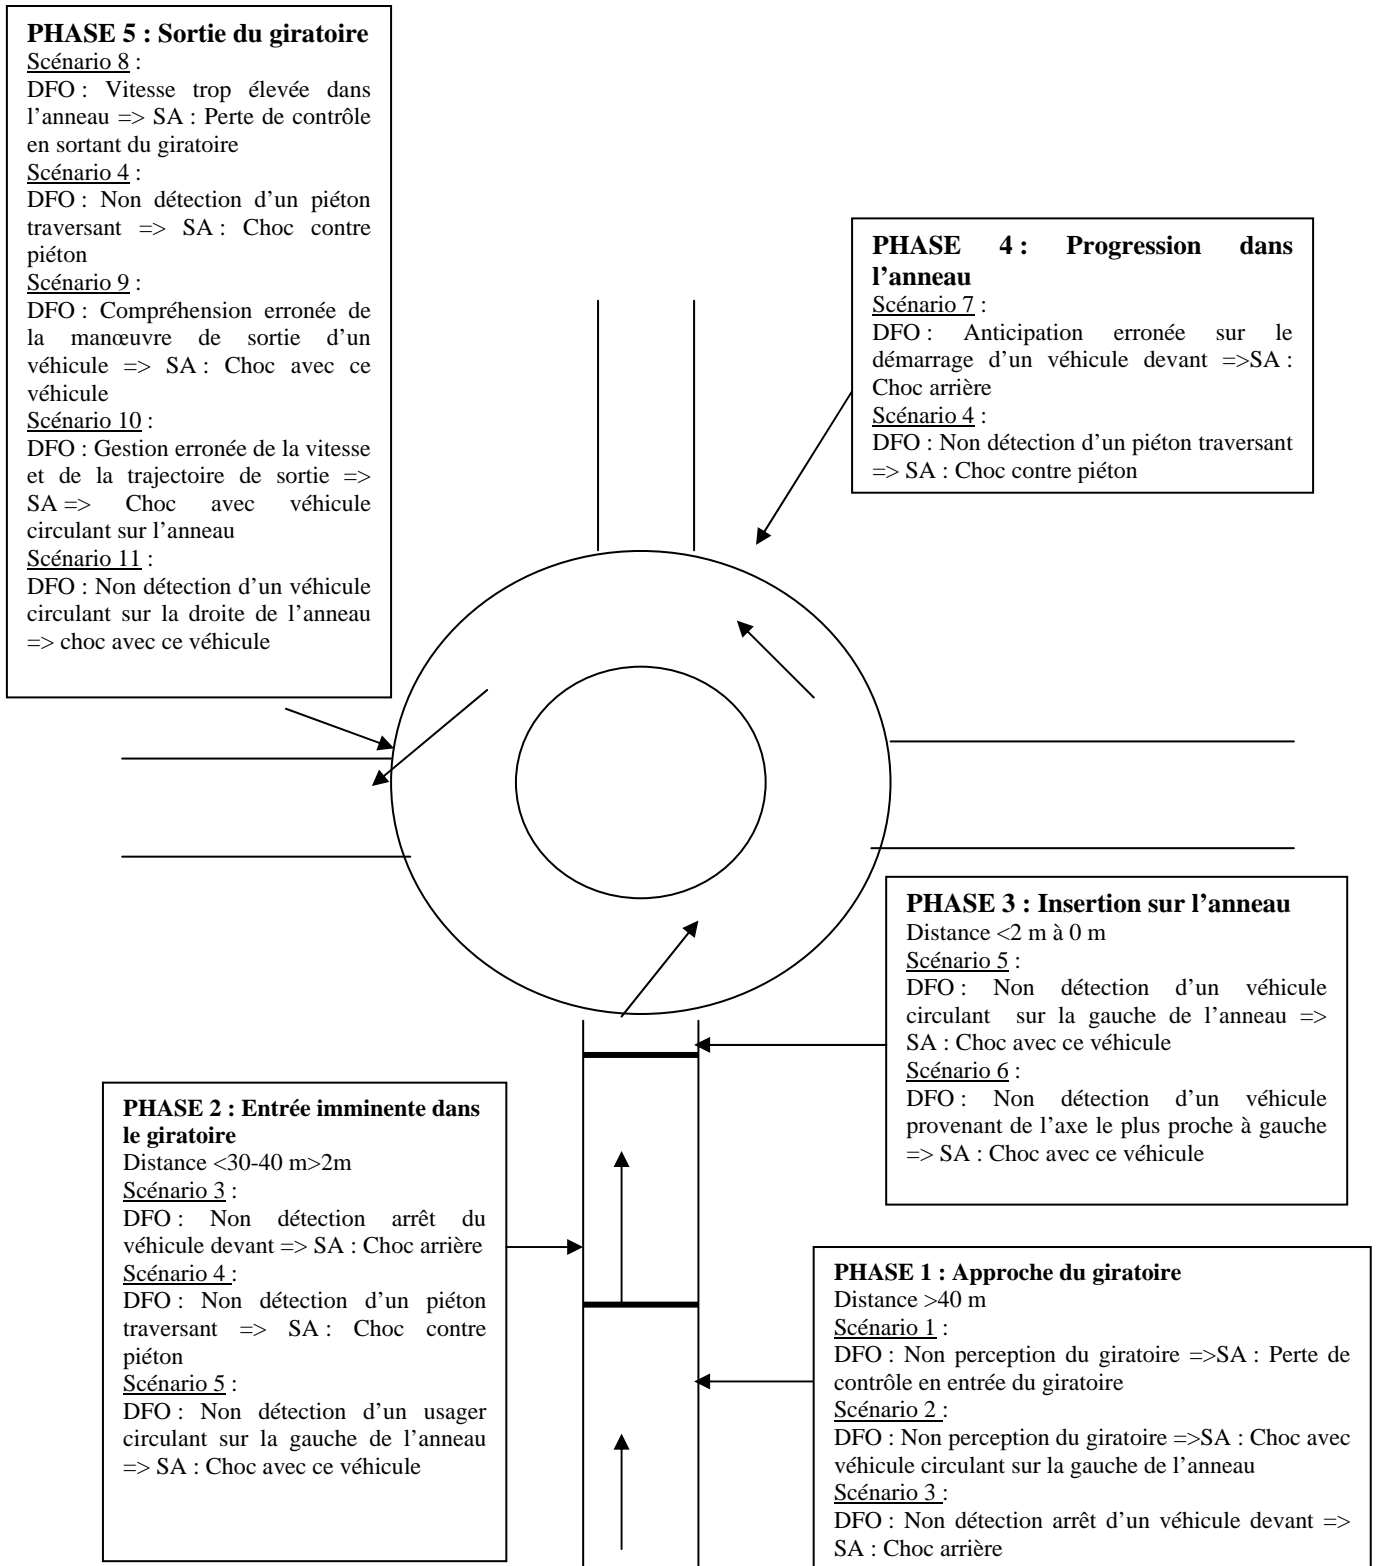 PHASE 5 : Sortie du giratoire
Scénario 8 :
DFO : Vitesse trop élevée dans
l’anneau => SA : Perte de contrôle
en sortant du giratoire
Scénario 4 :
DFO : Non détection d’un piéton
traversant => SA : Choc contre
piéton
Scénario 9 :
DFO : Compréhension erronée de
la manœuvre de sortie d’un
véhicule => SA : Choc avec ce
véhicule
Scénario 10 :
DFO : Gestion erronée de la vitesse
et de la trajectoire de sortie =>
SA => Choc avec véhicule
circulant sur l’anneau
Scénario 11 :
DFO : Non détection d’un véhicule
circulant sur la droite de l’anneau
=> choc avec ce véhicule
PHASE 4 : Progression dans
l’anneau
Scénario 7 :
DFO : Anticipation erronée sur le
démarrage d’un véhicule devant =>SA :
Choc arrière
Scénario 4 :
DFO : Non détection d’un piéton traversant
=> SA : Choc contre piéton
PHASE 3 : Insertion sur l’anneau
Distance <2 m à 0 m
Scénario 5 :
DFO : Non détection d’un véhicule
circulant sur la gauche de l’anneau =>
SA : Choc avec ce véhicule
Scénario 6 :
DFO : Non détection d’un véhicule
provenant de l’axe le plus proche à gauche
=> SA : Choc avec ce véhicule
PHASE 2 : Entrée imminente dans
le giratoire
Distance <30-40 m>2m
Scénario 3 :
DFO : Non détection arrêt du
véhicule devant => SA : Choc arrière
Scénario 4 :
DFO : Non détection d’un piéton
traversant => SA : Choc contre
piéton
Scénario 5 :
DFO : Non détection d’un usager
circulant sur la gauche de l’anneau
=> SA : Choc avec ce véhicule
PHASE 1 : Approche du giratoire
Distance >40 m
Scénario 1 :
DFO : Non perception du giratoire =>SA : Perte de
contrôle en entrée du giratoire
Scénario 2 :
DFO : Non perception du giratoire =>SA : Choc avec
véhicule circulant sur la gauche de l’anneau
Scénario 3 :
DFO : Non détection arrêt d’un véhicule devant =>
SA : Choc arrière